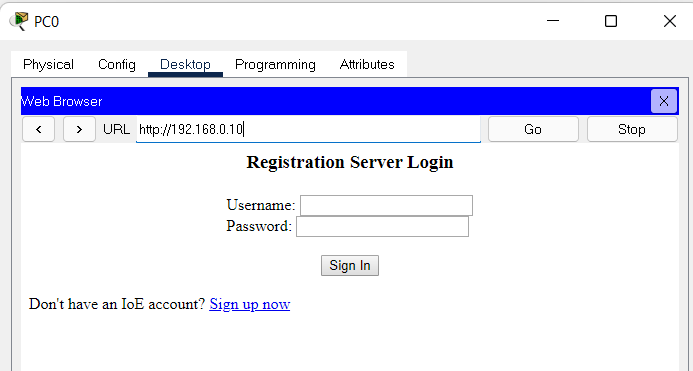 PC0
Physical Config Desktop Programming Attributes
Web Browser X
< > URL http://192.168.0.10 Go Stop
Registration Server Login
Username:
Password:
Sign In
Don't have an IoE account? Sign up now